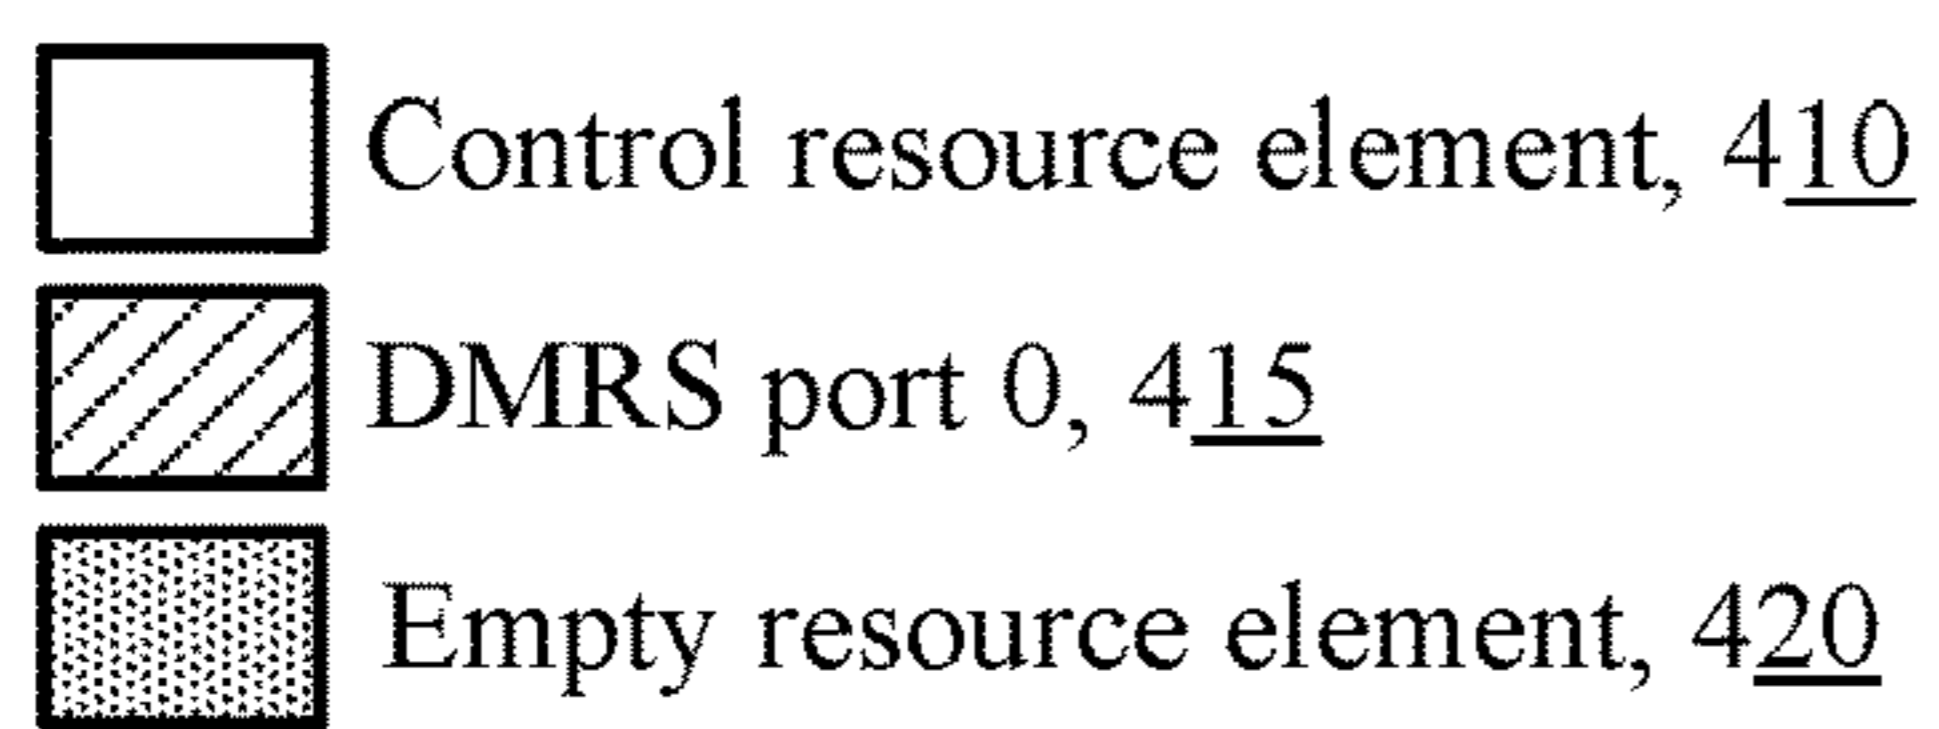 Control resource element, 410
DMRS port 0, 415
Empty resource element, 420